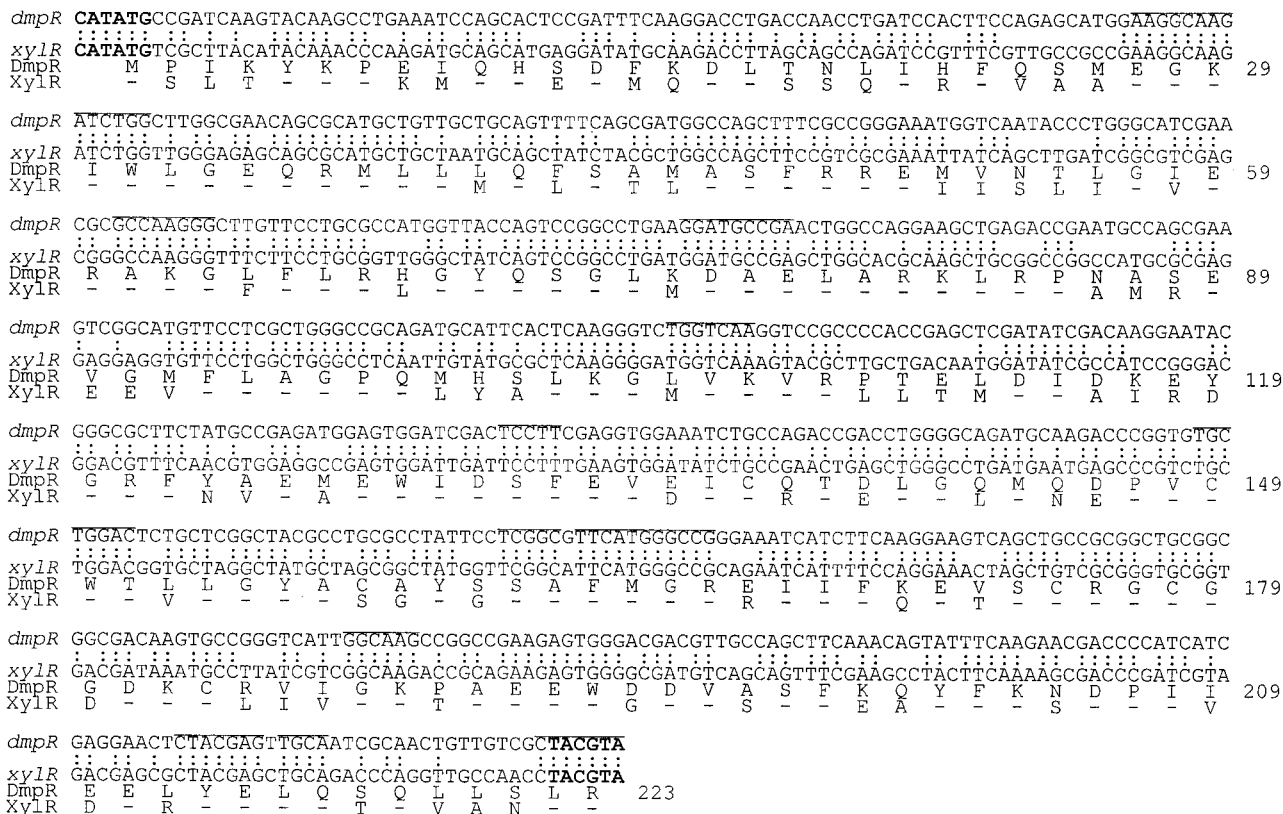 dmpR CATATGCCGATCAAGTACAAGCCTGAAATCCAGCACTCCGATTTCAAGGACCTGACCAACCTGATCCACTTCCAGAGCATGGAAGGCAAG
xylR CATATGTCGCTTACATACAAACCCAAGATGCAGCATGAGGATATGCAAGACCTTAGCAGCCAGATCCGTTTCGTTGCCGCCGAAGGCAAG
DmpR M P I K Y K P E I Q H S D F K D L T N L I H F Q S M E G K 29
XylR - S L T - - - K M - - E - M Q - - S S Q - R - V A A - - -
dmpR ATCTGGCTTGGCGAACAGCGCATGCTGTTGCTGCAGTTTTCAGCGATGGCCAGCTTTCGCCGGGAAATGGTCAATACCCTGGGCATCGAA
xylR ATCTGGTTGGGAGAGCAGCGCATGCTGCTAATGCAGCTATCTACGCTGGCCAGCTTCCGTCGCGAAATTATCAGCTTGATCGGCGTCGAG
DmpR I W L G E Q R M L L L Q F S A M A S F R R E M V N T L G I E 59
XylR - - - - - - - - - - M - L - T L - - - - - - I I S L I - V -
dmpR CGCGCCAAGGGCTTGTTCCTGCGCCATGGTTACCAGTCCGGCCTGAAGGATGCCGAACTGGCCAGGAAGCTGAGACCGAATGCCAGCGAA
xylR CGGGCCAAGGGTTTCTTCCTGCGGTTGGGCTATCAGTCCGGCCTGATGGATGCCGAGCTGGCACGCAAGCTGCGGCCGGCCATGCGCGAG
DmpR R A K G L F L R H G Y Q S G L K D A E L A R K L R P N A S E 89
XylR - - - - F - - - L - - - - - - M - - - - - - - - - - A M R -
dmpR GTCGGCATGTTCCTCGCTGGGCCGCAGATGCATTCACTCAAGGGTCTGGTCAAGGTCCGCCCCACCGAGCTCGATATCGACAAGGAATAC
xylR GAGGAGGTGTTCCTGGCTGGGCCTCAATTGTATGCGCTCAAGGGGATGGTCAAAGTACGCTTGCTGACAATGGATATCGCCATCCGGGAC
DmpR V G M F L A G P Q M H S L K G L V K V R P T E L D I D K E Y 119
XylR E E V - - - - - L Y A - - - - M - - - - L L T M - - A I R D
dmpR GGGCGCTTCTATGCCGAGATGGAGTGGATCGACTCCTTCGAGGTGGAAATCTGCCAGACCGACCTGGGGCAGATGCAAGACCCGGTGTGC
xylR GGACGTTTCAACGTGGAGGCCGAGTGGATTGATTCCTTTGAAGTGGATATCTGCCGAACTGAGCTGGGCCTGATGAATGAGCCCGTCTGC
DmpR G R F Y A E M E W I D S F E V E I C Q T D L G Q M Q D P V C 149
XylR - - - N V - A - - - - - - - - D - - R - E - - L - N E - - -
dmpR TGGACTCTGCTCGGCTACGCCTGCGCCTATTCCTCGGCGTTCATGGGCCGGGAAATCATCTTCAAGGAAGTCAGCTGCCGCGGCTGCGGC
xylR TGGACGGTGCTAGGCTATGCTAGCGGCTATGGTTCGGCATTCATGGGCCGCAGAATCATTTTCCAGGAAACTAGCTGTCGCGGGTGCGGT
DmpR W T L L G Y A C A Y S S A F M G R E I I F K E V S C R G C G 179
XylR - - V - - - - S G - G - - - - - - R - - - Q - T - - - - - -
dmpR GGCGACAAGTGCCGGGTCATTGGCAAGCCGGCCGAAGAGTGGGACGACGTTGCCAGCTTCAAACAGTATTTCAAGAACGACCCCATCATC
xylR GACGATAAATGCCTTATCGTCGGCAAGACCGCAGAAGAGTGGGGCGATGTCAGCAGTTTCGAAGCCTACTTCAAAAGCGACCCGATCGTA
DmpR G D K C R V I G K P A E E W D D V A S F K Q Y F K N D P I I 209
XylR D - - - L I V - - T - - - - G - - S - - E A - - - S - - - V
dmpR GAGGAACTCTACGAGTTGCAATCGCAACTGTTGTCGCTACGTA
xylR GACGAGCGCTACGAGCTGCAGACCCAGGTTGCCAACCTACGTA
DmpR E E L Y E L Q S Q L L S L R 223
XylR D - R - - - - T - V A N - -